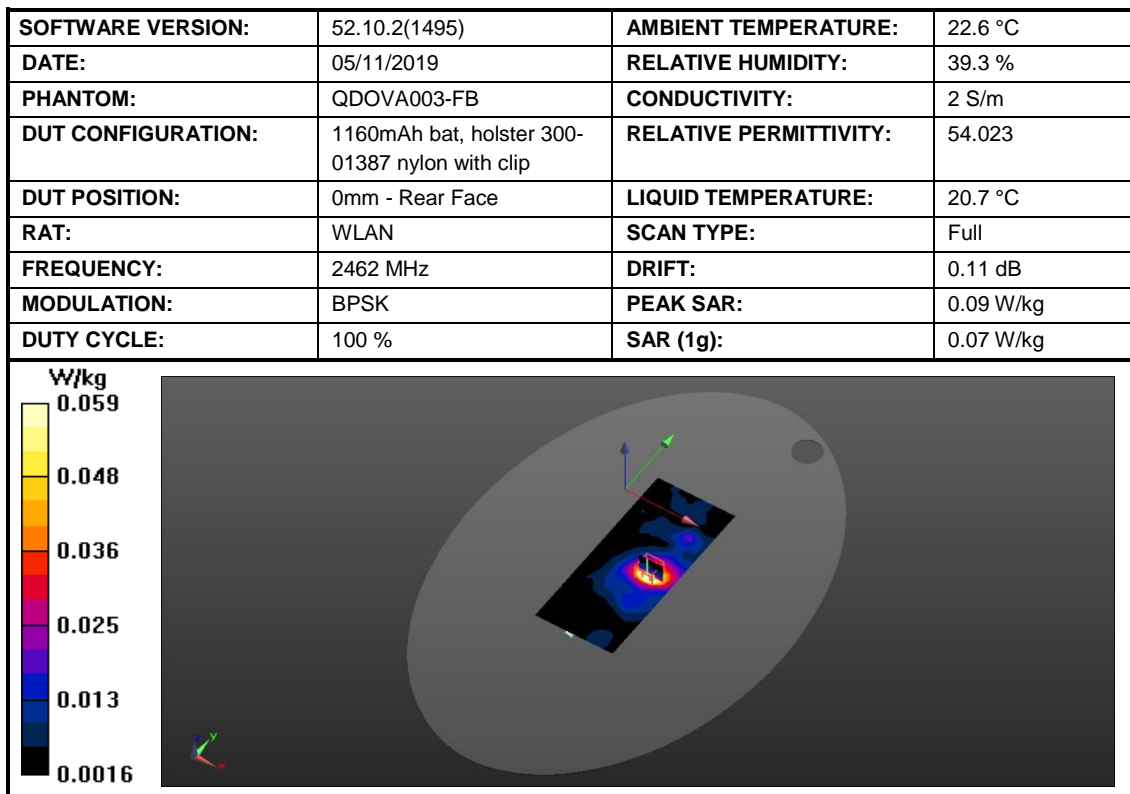 SOFTWARE VERSION: 52.10.2(1495) AMBIENT TEMPERATURE: 22.6 °C
DATE: 05/11/2019 RELATIVE HUMIDITY: 39.3 %
PHANTOM: QDOVA003-FB CONDUCTIVITY: 2 S/m
DUT CONFIGURATION: 1160mAh bat, holster 300- RELATIVE PERMITTIVITY: 54.023
01387 nylon with clip
DUT POSITION: 0mm - Rear Face LIQUID TEMPERATURE: 20.7 °C
RAT: WLAN SCAN TYPE: Full
FREQUENCY: 2462 MHz DRIFT: 0.11 dB
MODULATION: BPSK PEAK SAR: 0.09 W/kg
DUTY CYCLE: 100 % SAR (1g): 0.07 W/kg
W/kg
0.059
0.048
0.036
0.025
0.013
0.0016
z y
x